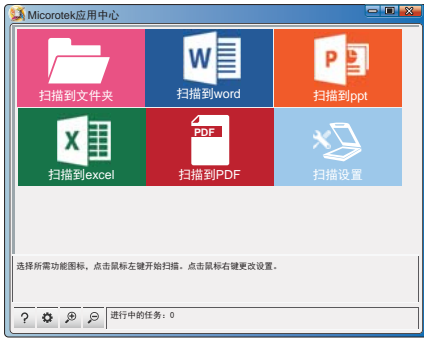 Micorotek应用中心
扫描到文件夹
W
扫描到word
P
扫描到ppt
X
扫描到excel
PDF
扫描到PDF
扫描设置
选择所需功能图标，点击鼠标左键开始扫描。点击鼠标右键更改设置。
? 进行中的任务：0